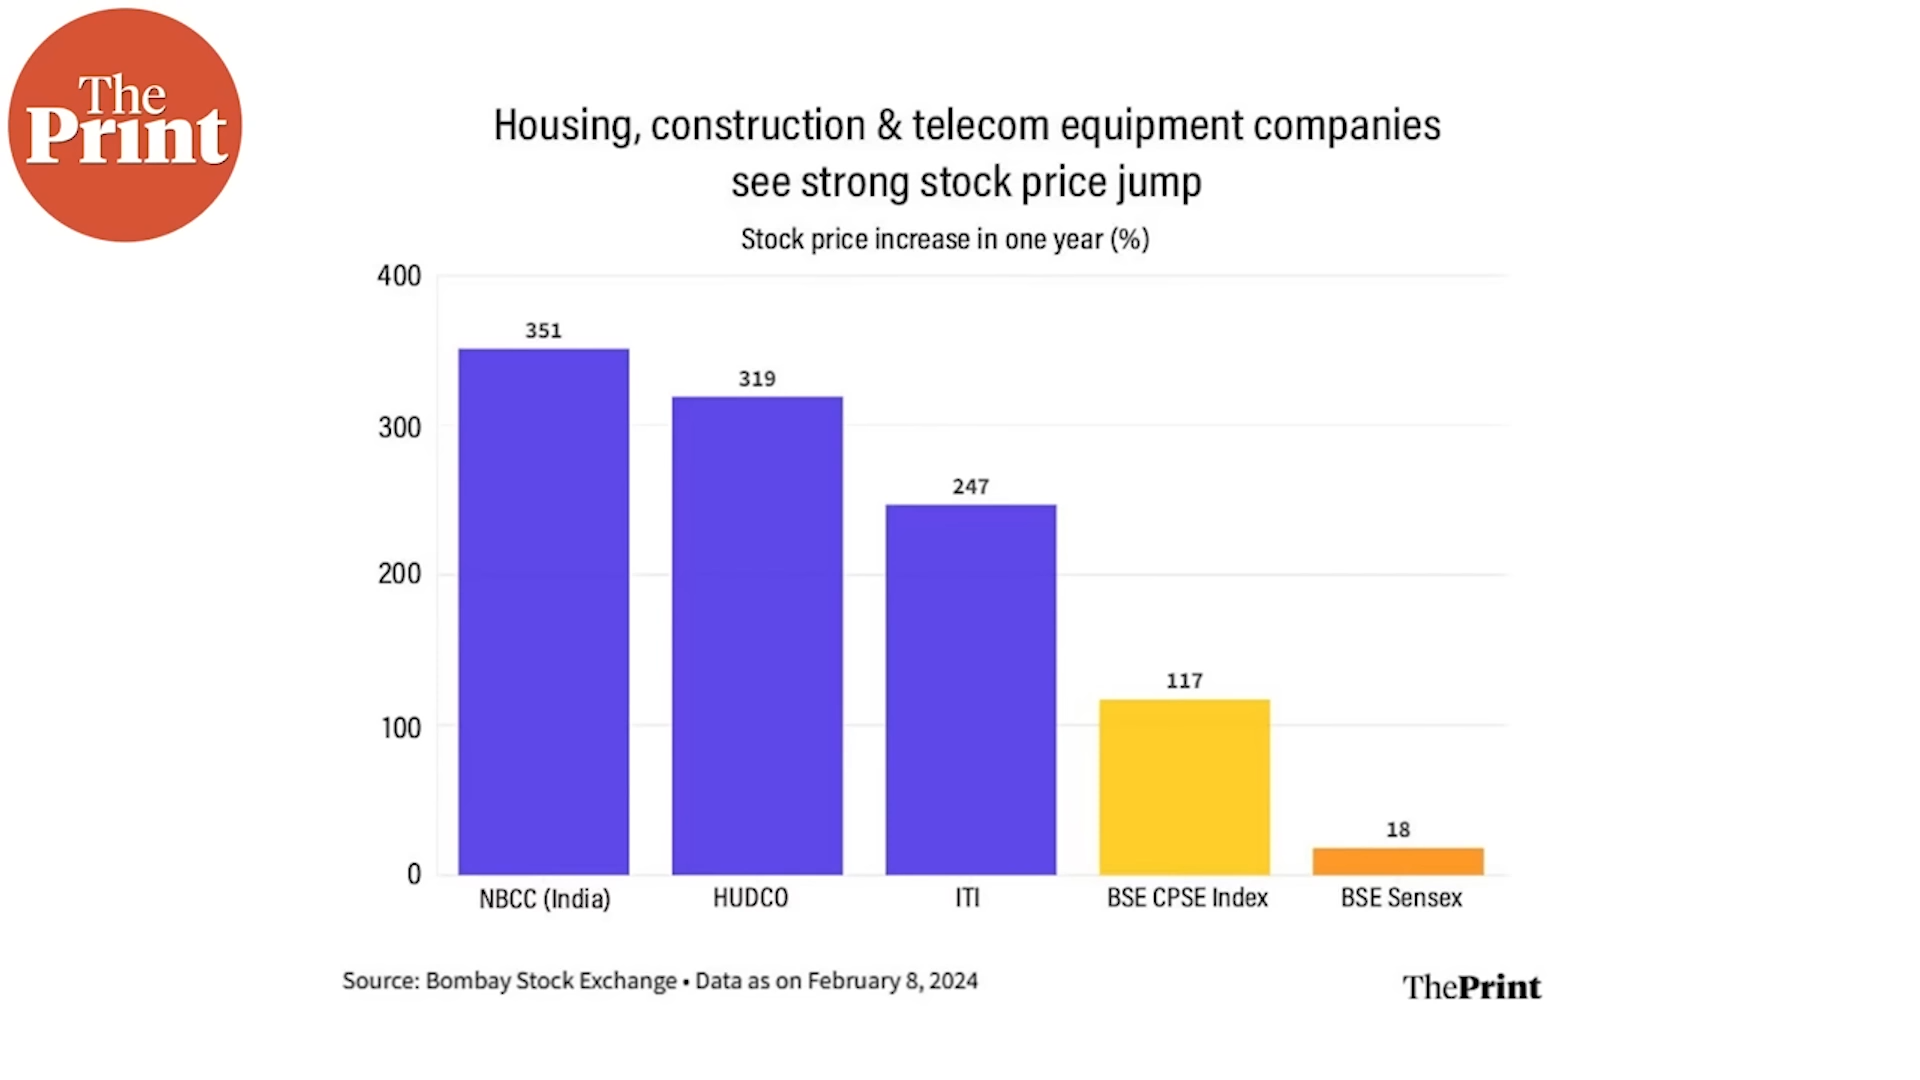 The
Print
Housing, construction & telecom equipment companies
see strong stock price jump
Stock price increase in one year (%)
400
300
200
100
0
351
319
247
117
18
NBCC (India)
HUDCO
ITI
BSE CPSE Index
BSE Sensex
Source: Bombay Stock Exchange • Data as on February 8, 2024
ThePrint